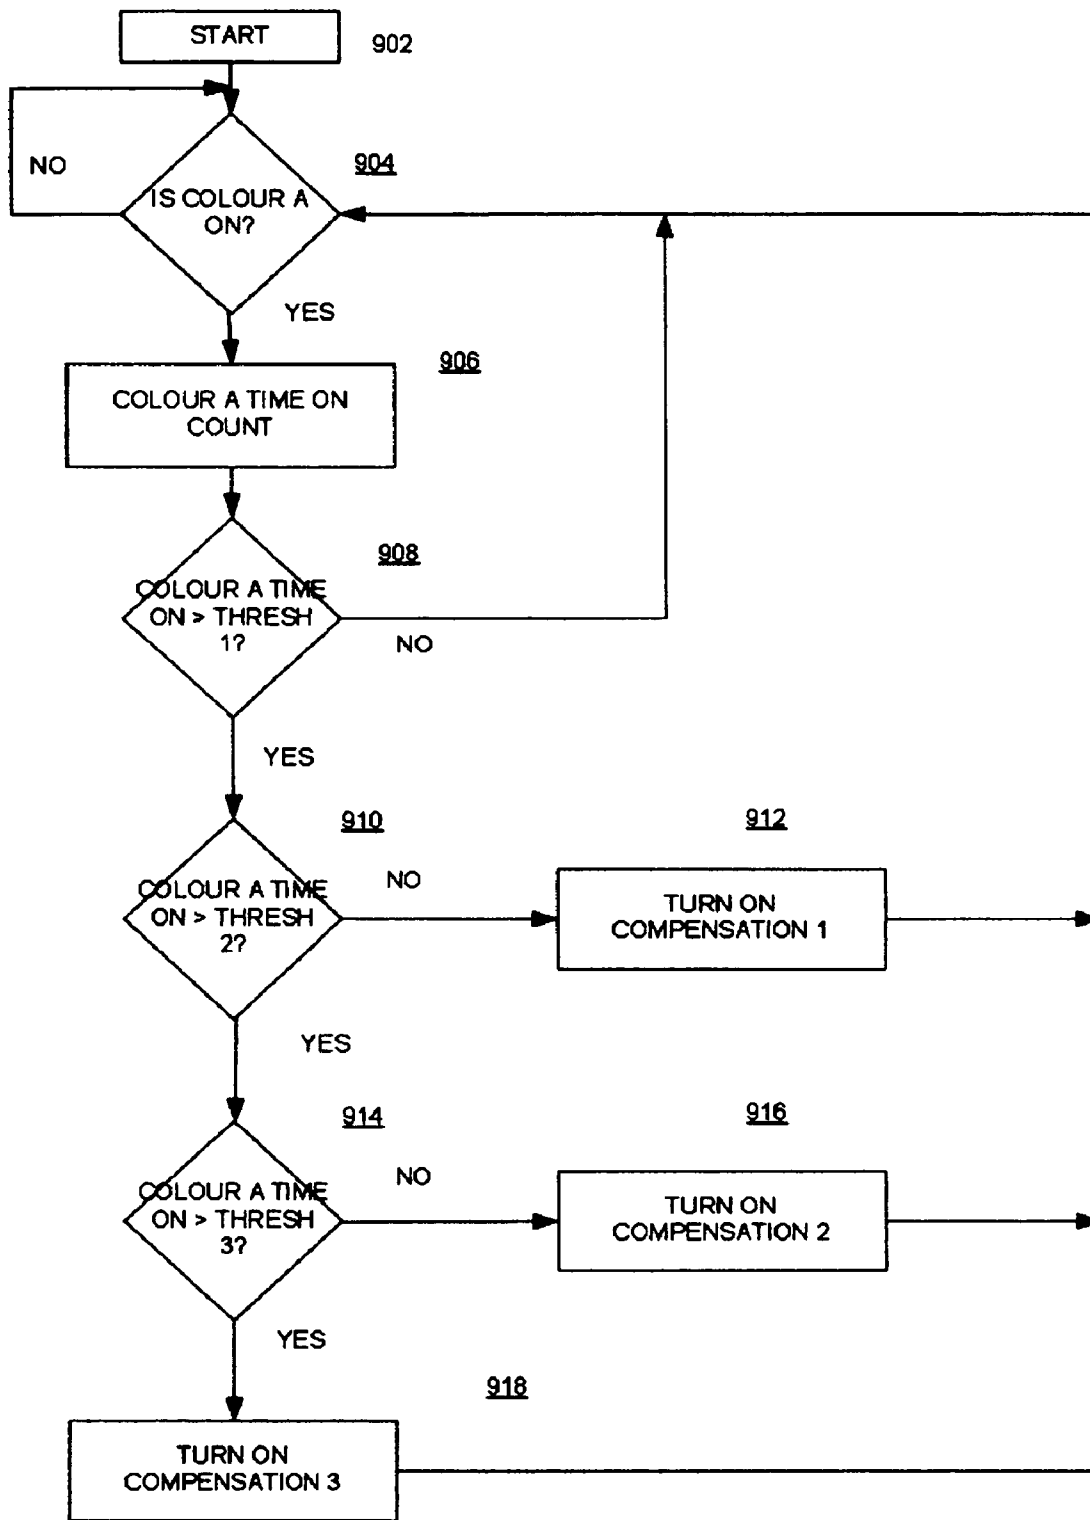 START
902
NO
904
IS COLOUR A
ON?
YES
906
COLOUR A TIME ON
COUNT
908
COLOUR A TIME
ON > THRESH
1?
NO
YES
910
912
NO
COLOUR A TIME
ON > THRESH
2?
TURN ON
COMPENSATION 1
YES
914
916
NO
COLOUR A TIME
ON > THRESH
3?
TURN ON
COMPENSATION 2
YES
918
TURN ON
COMPENSATION 3